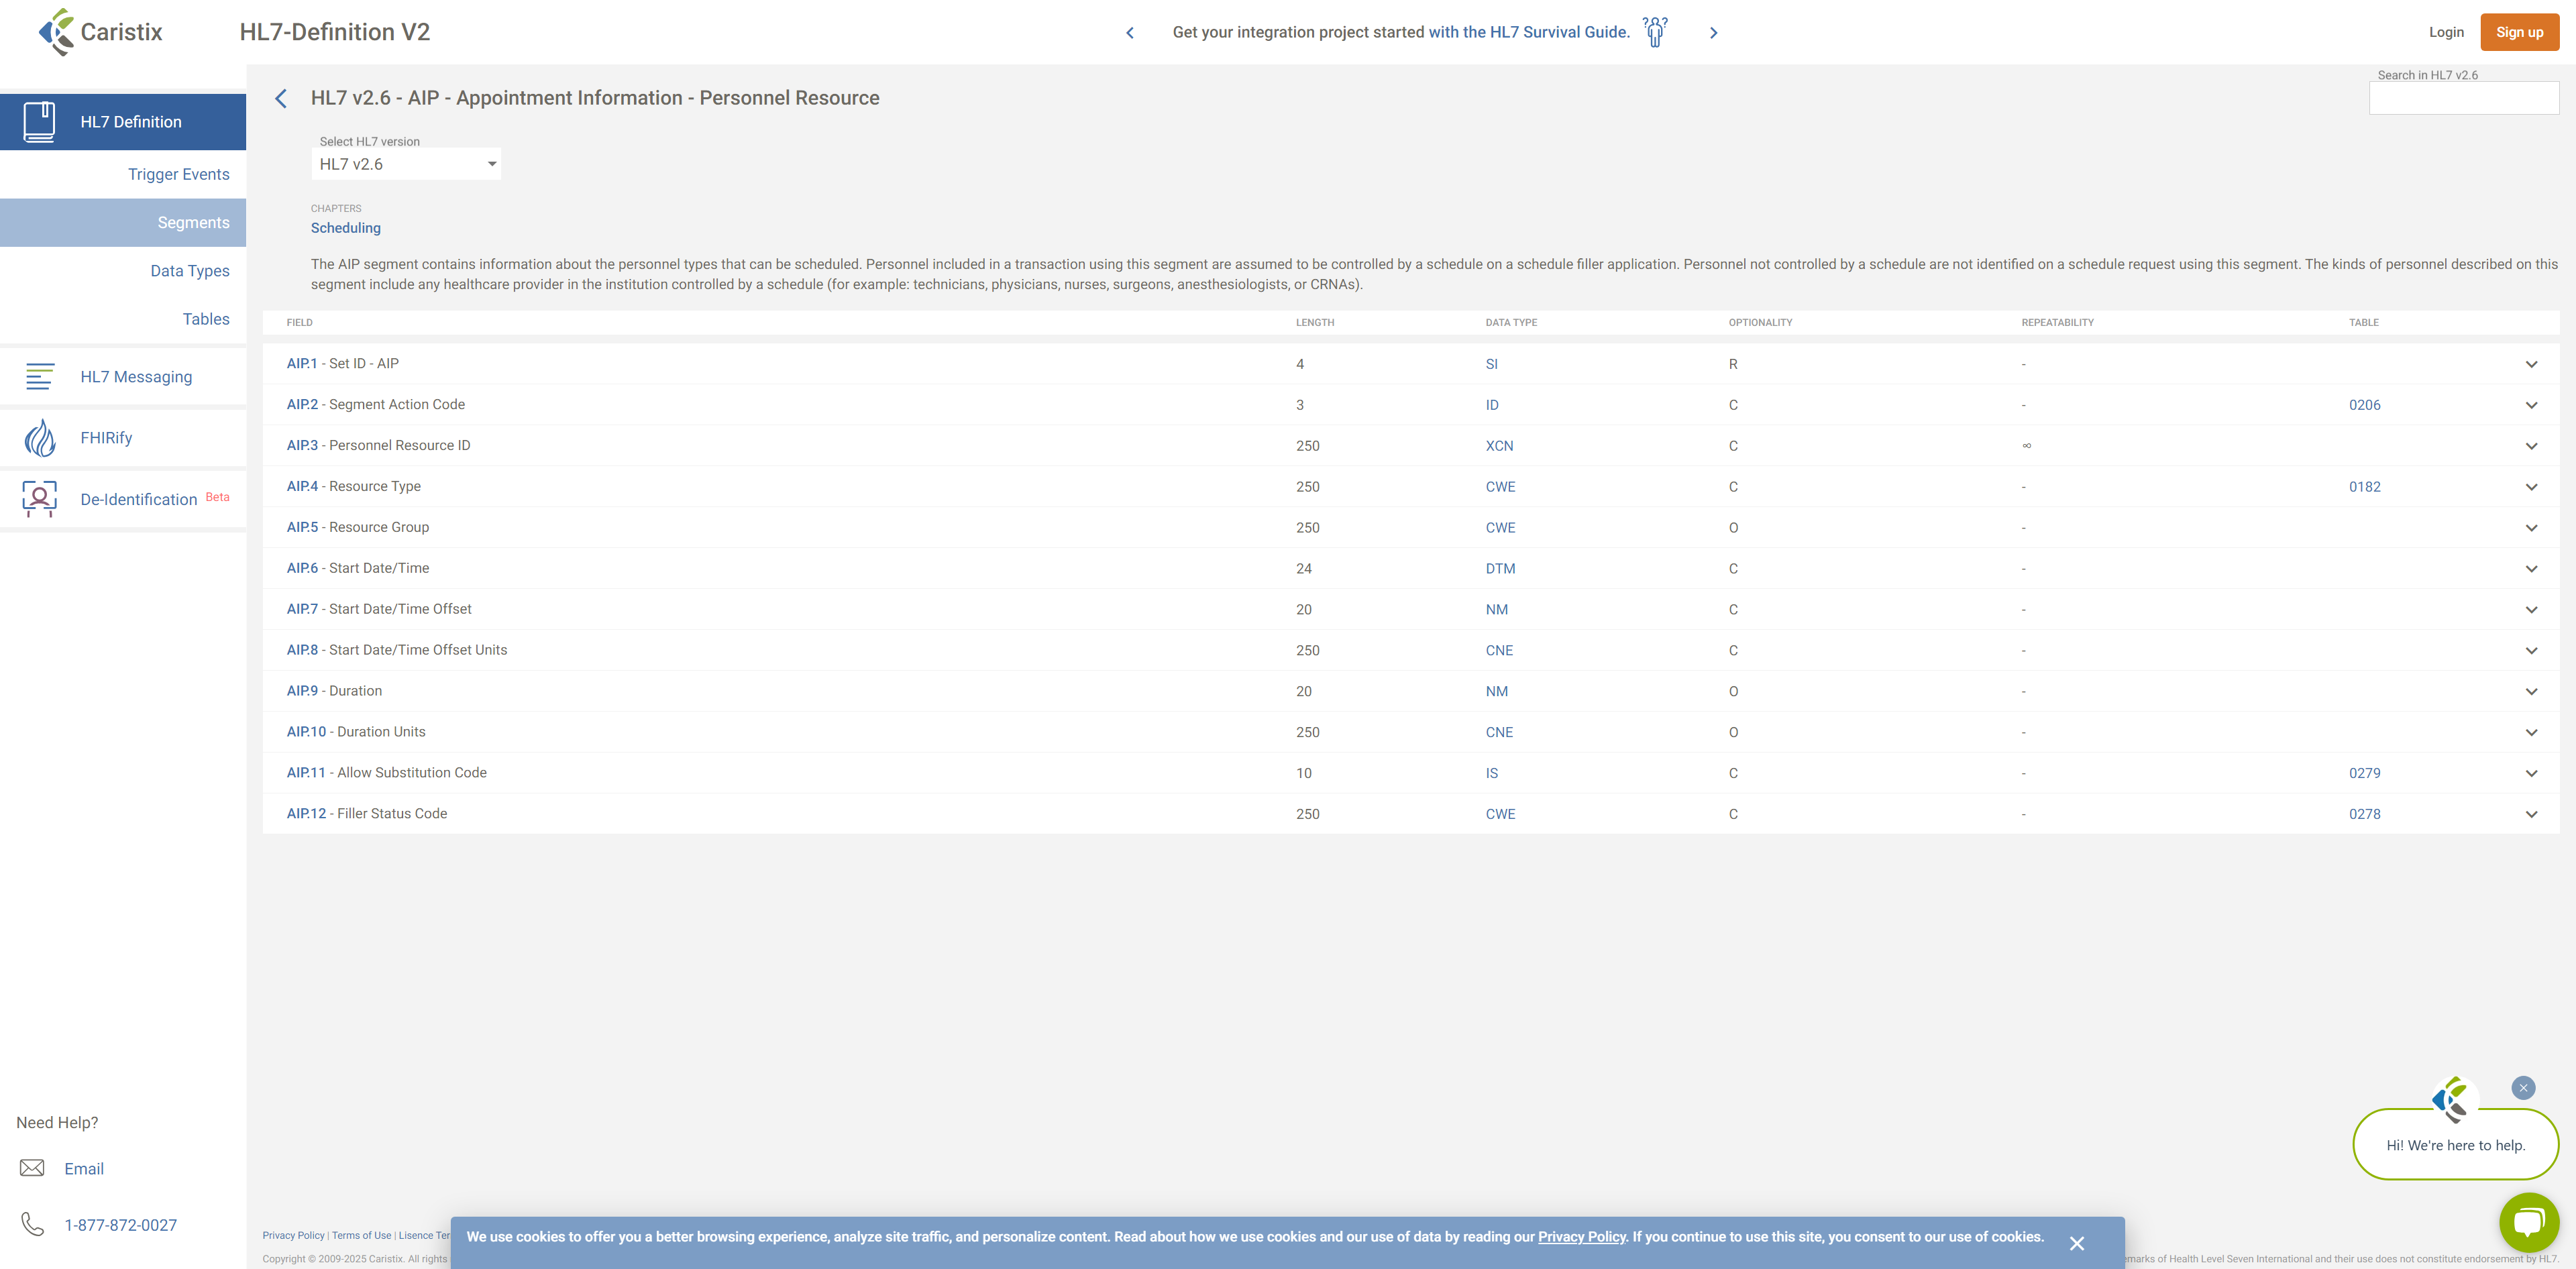 Caristix
HL7-Definition V2
Get your integration project started with the HL7 Survival Guide.
Login
Sign up
HL7 Definition
Trigger Events
Segments
Data Types
Tables
HL7 Messaging
FHIRify
De-Identification Beta
Need Help?
Email
1-877-872-0027
HL7 v2.6 - AIP - Appointment Information - Personnel Resource
Search in HL7 v2.6
Select HL7 version
HL7 v2.6
CHAPTERS
Scheduling
The AIP segment contains information about the personnel types that can be scheduled. Personnel included in a transaction using this segment are assumed to be controlled by a schedule on a schedule filler application. Personnel not controlled by a schedule are not identified on a schedule request using this segment. The kinds of personnel described on this
segment include any healthcare provider in the institution controlled by a schedule (for example: technicians, physicians, nurses, surgeons, anesthesiologists, or CRNAs).
FIELD LENGTH DATA TYPE OPTIONALITY REPEATABILITY TABLE
AIP.1 - Set ID - AIP 4 SI R -
AIP.2 - Segment Action Code 3 ID C - 0206
AIP.3 - Personnel Resource ID 250 XCN C ∞
AIP.4 - Resource Type 250 CWE C - 0182
AIP.5 - Resource Group 250 CWE O -
AIP.6 - Start Date/Time 24 DTM C -
AIP.7 - Start Date/Time Offset 20 NM C -
AIP.8 - Start Date/Time Offset Units 250 CNE C -
AIP.9 - Duration 20 NM O -
AIP.10 - Duration Units 250 CNE O -
AIP.11 - Allow Substitution Code 10 IS C - 0279
AIP.12 - Filler Status Code 250 CWE C - 0278
Hi! We're here to help.
Privacy Policy | Terms of Use | Lisence Ter
We use cookies to offer you a better browsing experience, analyze site traffic, and personalize content. Read about how we use cookies and our use of data by reading our Privacy Policy. If you continue to use this site, you consent to our use of cookies.
Copyright © 2009-2025 Caristix. All rights
emarks of Health Level Seven International and their use does not constitute endorsement by HL7.